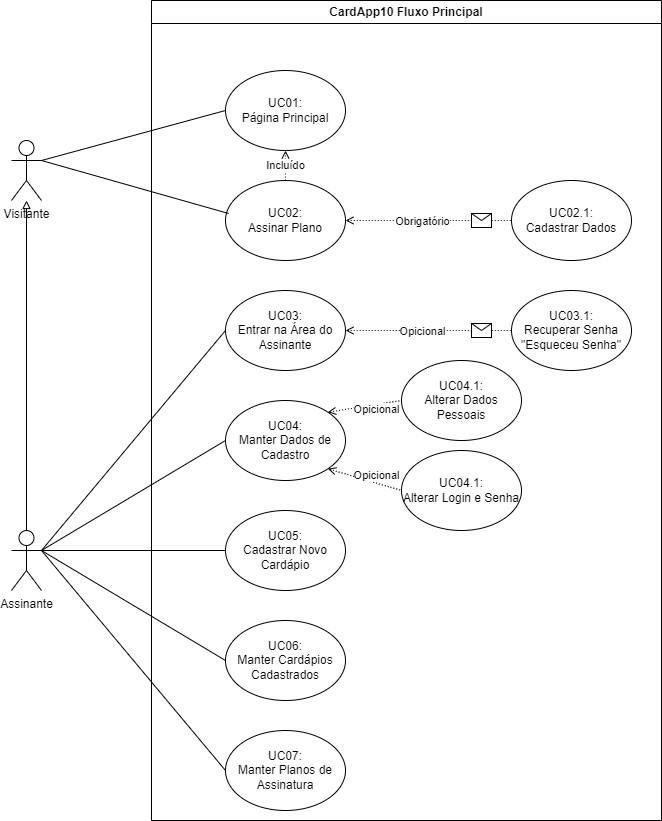 CardApp10 Fluxo Principal
UC01:
Página Principal
Visitante
Incluído
UC02:
Assinar Plano
Obrigatório
UC02.1:
Cadastrar Dados
UC03:
Entrar na Área do
Assinante
Opicional
UC03.1:
Recuperar Senha
"Esqueceu Senha"
UC04:
Manter Dados de
Cadastro
Opicional
UC04.1:
Alterar Dados
Pessoais
Opicional
UC04.1:
Alterar Login e Senha
Assinante
UC05:
Cadastrar Novo
Cardápio
UC06:
Manter Cardápios
Cadastrados
UC07:
Manter Planos de
Assinatura